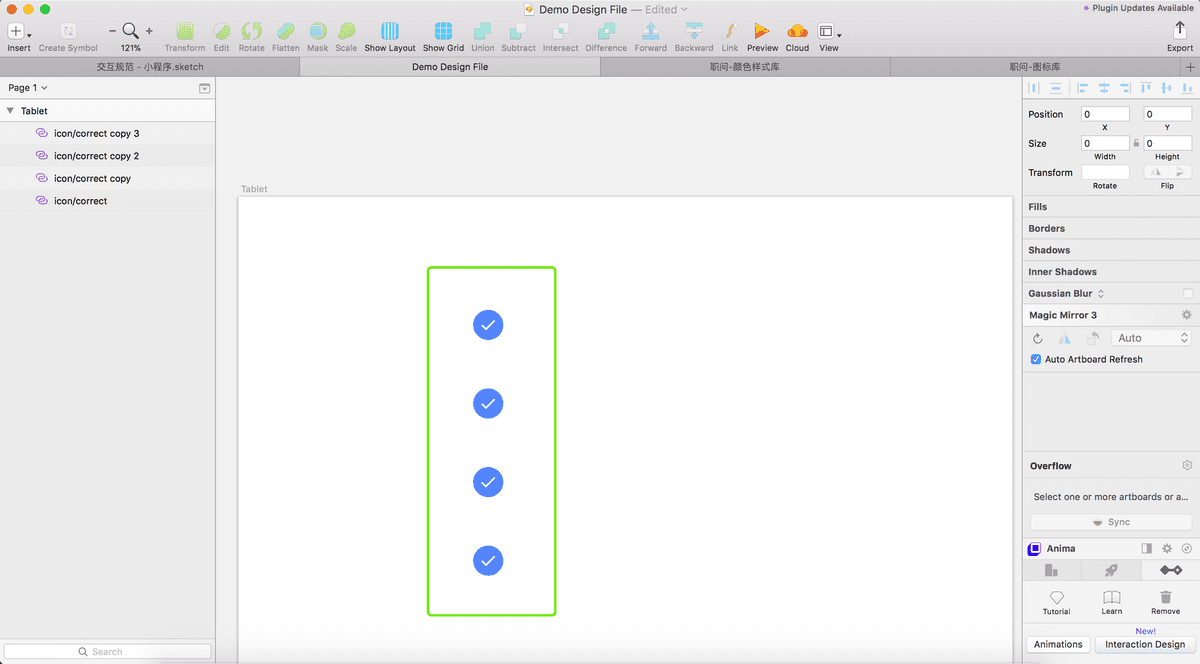 Demo Design File — Edited
Plugin Updates Available
Insert
Create Symbol
121%
Transform
Edit
Rotate
Flatten
Mask
Scale
Show Layout
Show Grid
Union
Subtract
Intersect
Difference
Forward
Backward
Link
Preview
Cloud
View
Export
交互规范 - 小程序.sketch
Demo Design File
职问-颜色样式库
职问-图标库
Page 1
Tablet
icon/correct copy 3
icon/correct copy 2
icon/correct copy
icon/correct
Search
Tablet
Position
0
0
X
Y
Size
0
0
Width
Height
Transform
Rotate
Flip
Fills
Borders
Shadows
Inner Shadows
Gaussian Blur
Magic Mirror 3
Auto
Auto Artboard Refresh
Overflow
Select one or more artboards or a...
Sync
Anima
Tutorial
Learn
Remove
New!
Animations
Interaction Design